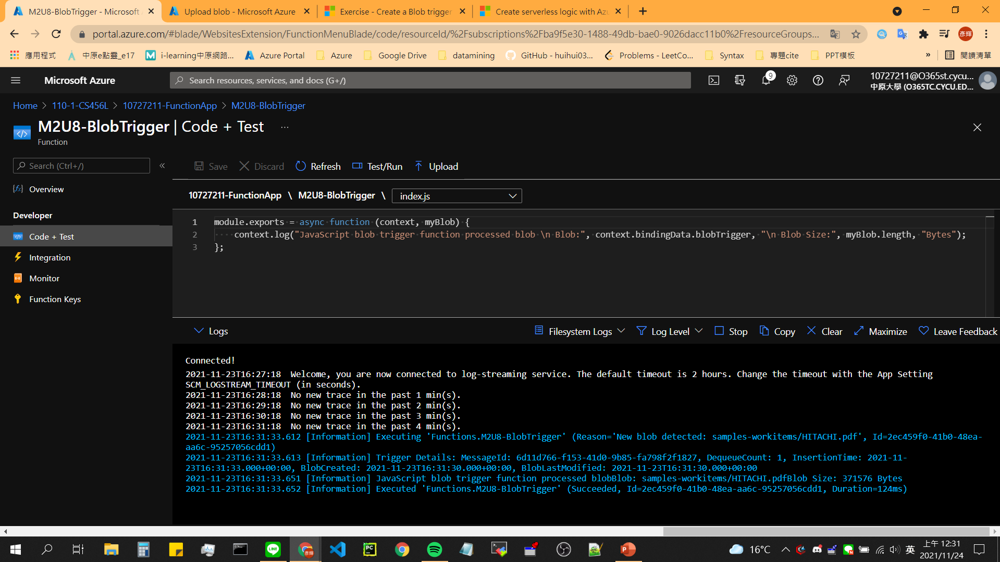 M2U8-BlobTrigger - Microsoft
Upload blob - Microsoft Azure
Exercise - Create a Blob trigger
Create serverless logic with Azu
portal.azure.com/#blade/WebsitesExtension/FunctionMenuBlade/code/resourceId/%2Fsubscriptions%2Fba9f5e30-1488-49db-bae0-9026dacc11b0%2FresourceGroups...
彥輝
應用程式
中原e點靈_e17
i-learning中原網路...
Azure Portal
Azure
Google Drive
datamining
GitHub - huihui03...
Problems - LeetCo...
Syntax
專題cite
PPT模板
»
閱讀清單
Microsoft Azure
Search resources, services, and docs (G+/)
9
10727211@O365st.cycu...
中原大學 (O365TC.CYCU.ED...
Home > 110-1-CS456L > 10727211-FunctionApp > M2U8-BlobTrigger
M2U8-BlobTrigger | Code + Test ...
Function
Search (Ctrl+/)
«
Save
Discard
Refresh
Test/Run
Upload
Overview
Developer
Code + Test
Integration
Monitor
Function Keys
10727211-FunctionApp \ M2U8-BlobTrigger \ index.js
1 module.exports = async function (context, myBlob) {
2 context.log("JavaScript blob trigger function processed blob \n Blob:", context.bindingData.blobTrigger, "\n Blob Size:", myBlob.length, "Bytes");
3 };
Logs
Filesystem Logs
Log Level
Stop
Copy
Clear
Maximize
Leave Feedback
Connected!
2021-11-23T16:27:18 Welcome, you are now connected to log-streaming service. The default timeout is 2 hours. Change the timeout with the App Setting
SCM_LOGSTREAM_TIMEOUT (in seconds).
2021-11-23T16:28:18 No new trace in the past 1 min(s).
2021-11-23T16:29:18 No new trace in the past 2 min(s).
2021-11-23T16:30:18 No new trace in the past 3 min(s).
2021-11-23T16:31:18 No new trace in the past 4 min(s).
2021-11-23T16:31:33.612 [Information] Executing 'Functions.M2U8-BlobTrigger' (Reason='New blob detected: samples-workitems/HITACHI.pdf', Id=2ec459f0-41b0-48ea-
aa6c-95257056cdd1)
2021-11-23T16:31:33.613 [Information] Trigger Details: MessageId: 6d11d766-f153-41d0-9b85-fa798f2f1827, DequeueCount: 1, InsertionTime: 2021-11-
23T16:31:33.000+00:00, BlobCreated: 2021-11-23T16:31:30.000+00:00, BlobLastModified: 2021-11-23T16:31:30.000+00:00
2021-11-23T16:31:33.651 [Information] JavaScript blob trigger function processed blobBlob: samples-workitems/HITACHI.pdfBlob Size: 371576 Bytes
2021-11-23T16:31:33.652 [Information] Executed 'Functions.M2U8-BlobTrigger' (Succeeded, Id=2ec459f0-41b0-48ea-aa6c-95257056cdd1, Duration=124ms)
LINE
PC
16°C
英
上午 12:31
2021/11/24